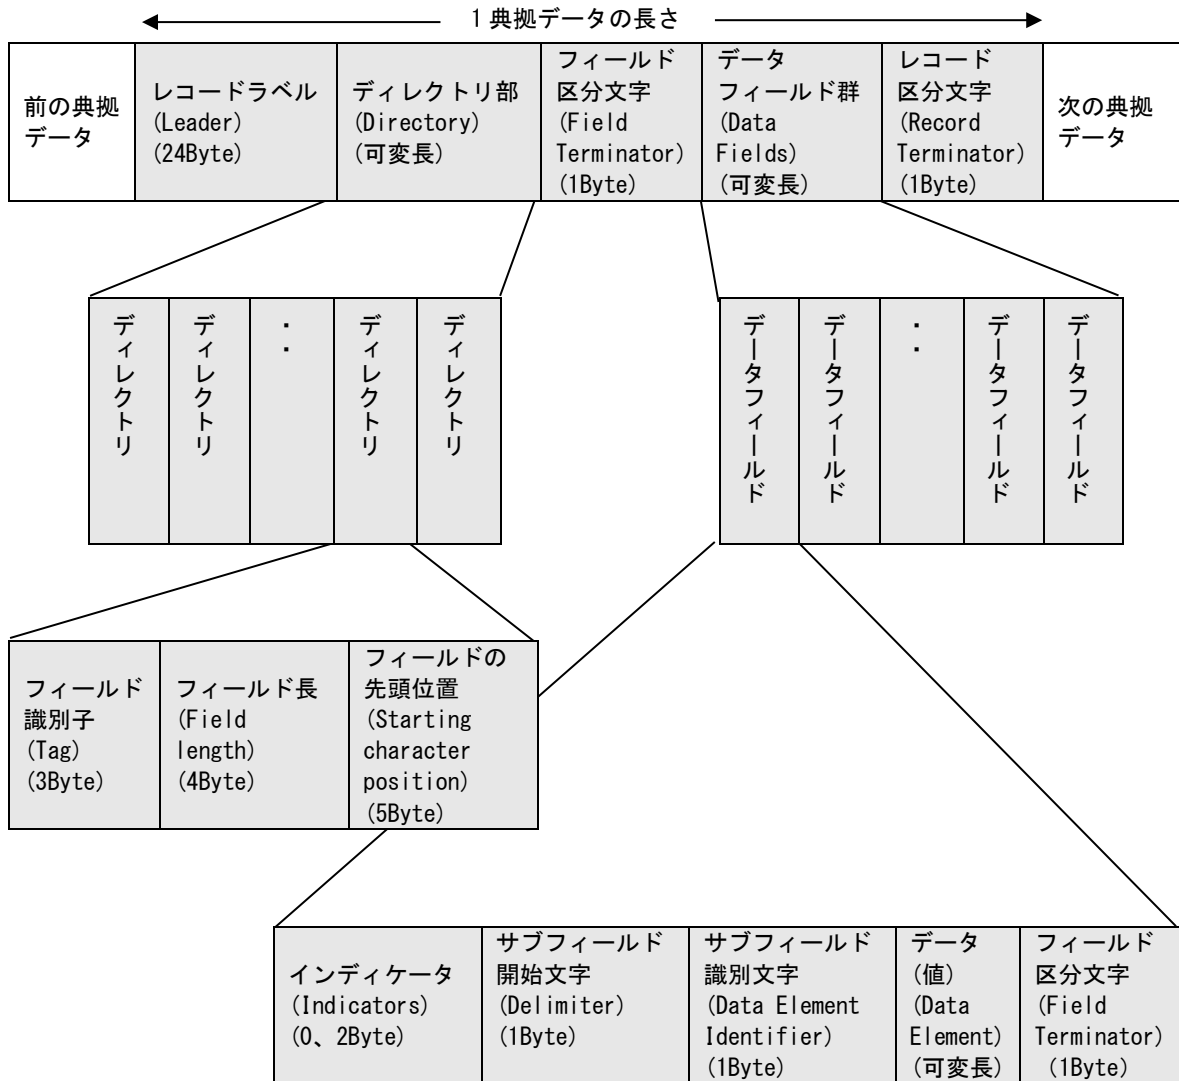 1 典拠データの長さ
前の典拠
データ
レコードラベル
(Leader)
(24Byte)
ディレクトリ部
(Directory)
(可変長)
フィールド
区分文字
(Field
Terminator)
(1Byte)
データ
フィールド群
(Data
Fields)
(可変長)
レコード
区分文字
(Record
Terminator)
(1Byte)
次の典拠
データ
ディレクトリ
ディレクトリ
・・
ディレクトリ
ディレクトリ
データフィールド
データフィールド
・・
データフィールド
データフィールド
フィールド
識別子
(Tag)
(3Byte)
フィールド長
(Field
length)
(4Byte)
フィールドの
先頭位置
(Starting
character
position)
(5Byte)
インディケータ
(Indicators)
(0、2Byte)
サブフィールド
開始文字
(Delimiter)
(1Byte)
サブフィールド
識別文字
(Data Element
Identifier)
(1Byte)
データ
(値)
(Data
Element)
(可変長)
フィールド
区分文字
(Field
Terminator)
(1Byte)